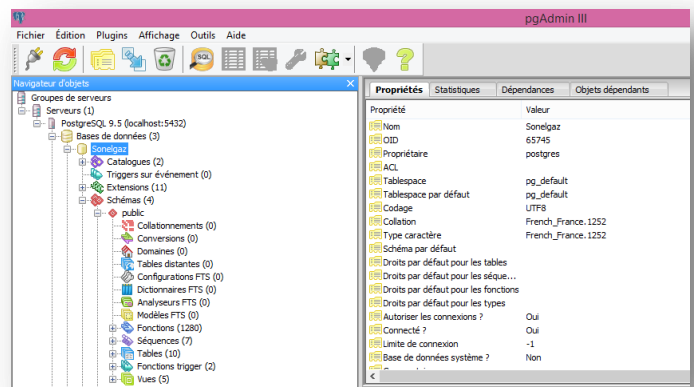 pgAdmin III
Fichier Édition Plugins Affichage Outils Aide
SQL
Navigateur d'objets
Groupes de serveurs
Serveurs (1)
PostgreSQL 9.5 (localhost:5432)
Bases de données (3)
Sonelgaz
Catalogues (2)
Triggers sur événement (0)
Extensions (11)
Schémas (4)
public
Collationnements (0)
Conversions (0)
Domaines (0)
Tables distantes (0)
Configurations FTS (0)
Dictionnaires FTS (0)
Analyseurs FTS (0)
Modèles FTS (0)
Fonctions (1280)
Séquences (7)
Tables (10)
Fonctions trigger (2)
Vues (5)
Propriétés Statistiques Dépendances Objets dépendants
Propriété Valeur
Nom Sonelgaz
OID 65745
Propriétaire postgres
ACL
Tablespace pg_default
Tablespace par défaut pg_default
Codage UTF8
Collation French_France.1252
Type caractère French_France.1252
Schéma par défaut
Droits par défaut pour les tables
Droits par défaut pour les séque...
Droits par défaut pour les fonctions
Droits par défaut pour les types
Autoriser les connexions ? Oui
Connecté ? Oui
Limite de connexion -1
Base de données système ? Non